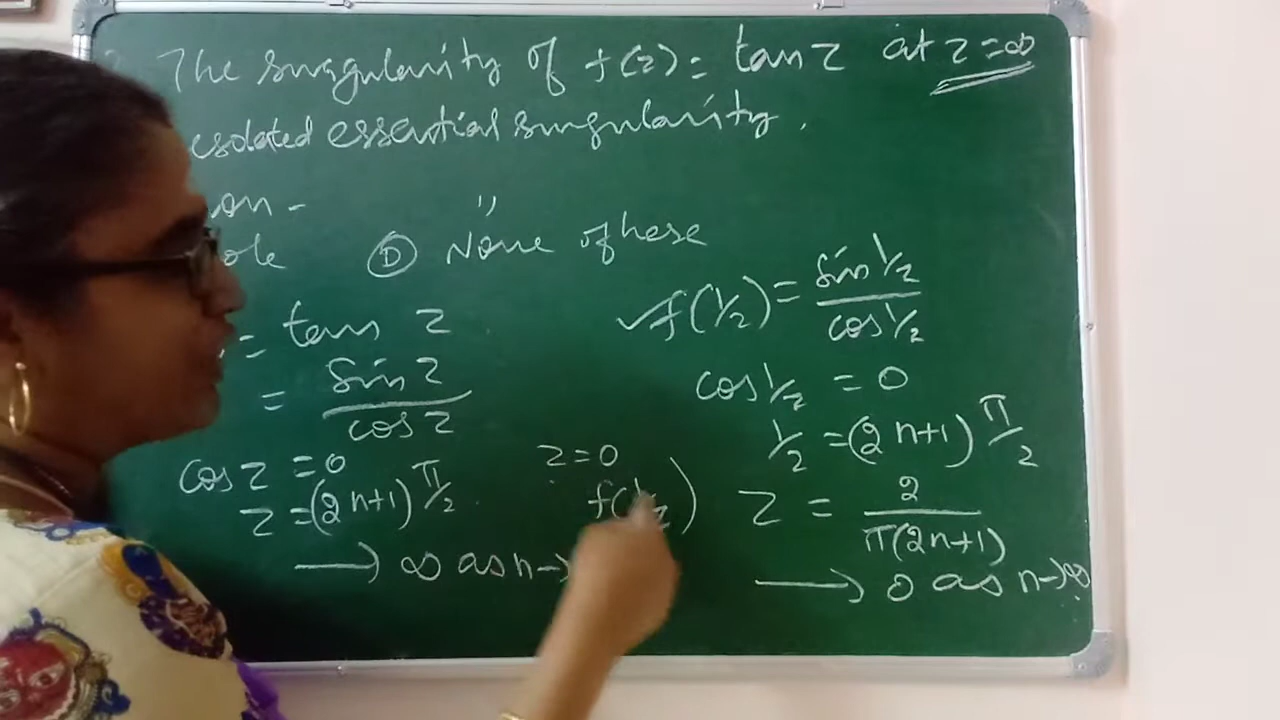 The singularity of f(z) = tan z at z = ∞
isolated essential singularity.
on - "
ole (D) None of these
= tan z
= sin z / cos z
cos z = 0
z = (2n+1) π/2
→ ∞ as n →
z = 0
f(1/z)
✓ f(1/z) = sin 1/z / cos 1/z
cos 1/z = 0
1/z = (2n+1) π/2
z = 2 / π(2n+1)
→ 0 as n → ∞